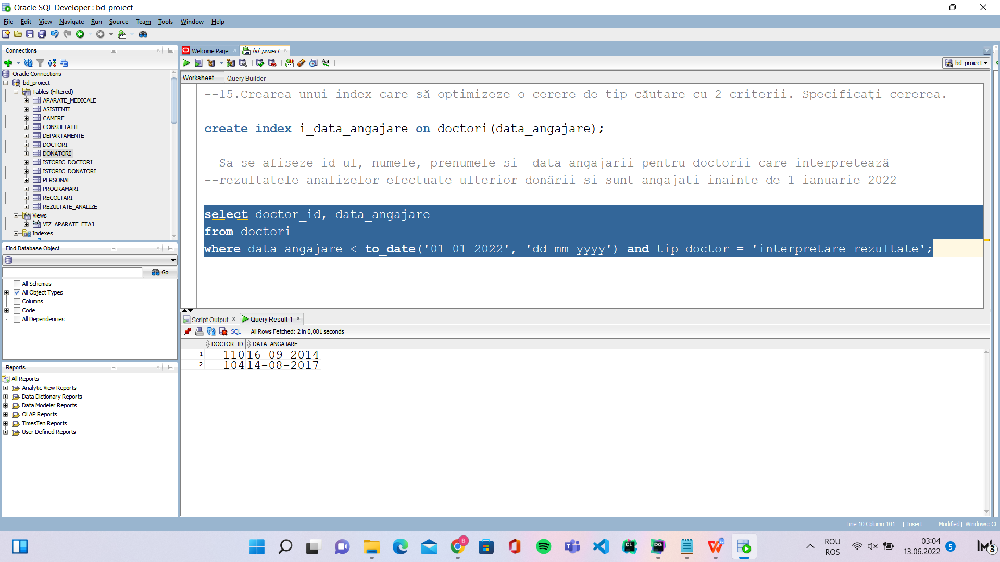 Oracle SQL Developer : bd_proiect
File Edit View Navigate Run Source Team Tools Window Help
Connections
Oracle Connections
bd_proiect
Tables (Filtered)
APARATE_MEDICALE
ASISTENTI
CAMERE
CONSULTATII
DEPARTAMENTE
DOCTORI
DONATORI
ISTORIC_DOCTORI
ISTORIC_DONATORI
PERSONAL
PROGRAMARI
RECOLTARI
REZULTATE_ANALIZE
Views
VIZ_APARATE_ETAJ
Indexes
Find Database Object
Go
All Schemas
All Object Types
Columns
Code
All Dependencies
Reports
All Reports
Analytic View Reports
Data Dictionary Reports
Data Modeler Reports
OLAP Reports
TimesTen Reports
User Defined Reports
Welcome Page
bd_proiect
bd_proiect
Worksheet Query Builder
--15.Crearea unui index care să optimizeze o cerere de tip căutare cu 2 criterii. Specificați cererea.
create index i_data_angajare on doctori(data_angajare);
--Sa se afiseze id-ul, numele, prenumele si  data angajarii pentru doctorii care interpretează
--rezultatele analizelor efectuate ulterior donării si sunt angajati inainte de 1 ianuarie 2022
select doctor_id, data_angajare
from doctori
where data_angajare < to_date('01-01-2022', 'dd-mm-yyyy') and tip_doctor = 'interpretare rezultate';
Script Output Query Result 1
SQL | All Rows Fetched: 2 in 0,081 seconds
DOCTOR_ID DATA_ANGAJARE
1 110 16-09-2014
2 104 14-08-2017
| Line 10 Column 101 | Insert | Modified | Windows: CF
ROU
ROS
03:04
13.06.2022
5
3